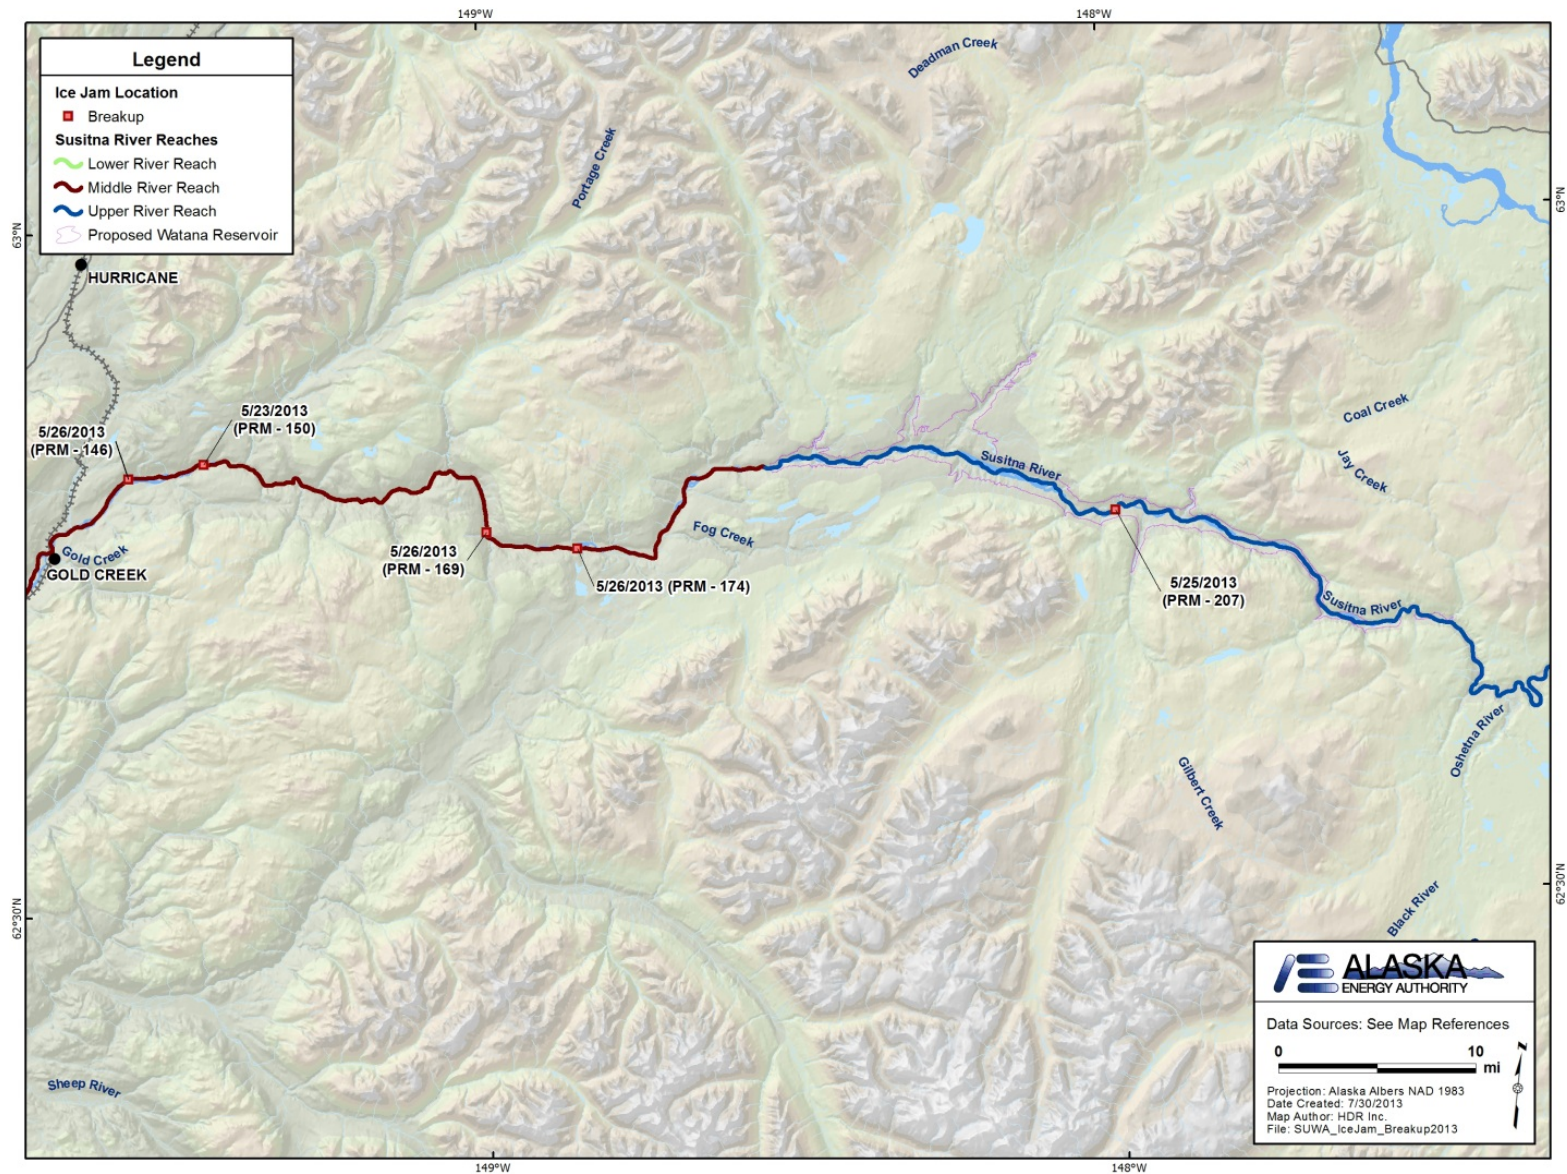 149°W
148°W
Legend
Ice Jam Location
Breakup
Susitna River Reaches
Lower River Reach
Middle River Reach
Upper River Reach
Proposed Watana Reservoir
Deadman Creek
Portage Creek
63°N
63°N
HURRICANE
5/23/2013
(PRM - 150)
5/26/2013
(PRM - 146)
Coal Creek
Jay Creek
Susitna River
Fog Creek
Gold Creek
GOLD CREEK
5/26/2013
(PRM - 169)
5/26/2013 (PRM - 174)
5/25/2013
(PRM - 207)
Susitna River
Oshetna River
Gilbert Creek
Black River
62°30'N
62°30'N
Sheep River
ALASKA
ENERGY AUTHORITY
Data Sources: See Map References
0 10
mi
N
Projection: Alaska Albers NAD 1983
Date Created: 7/30/2013
Map Author: HDR Inc.
File: SUWA_IceJam_Breakup2013
149°W
148°W